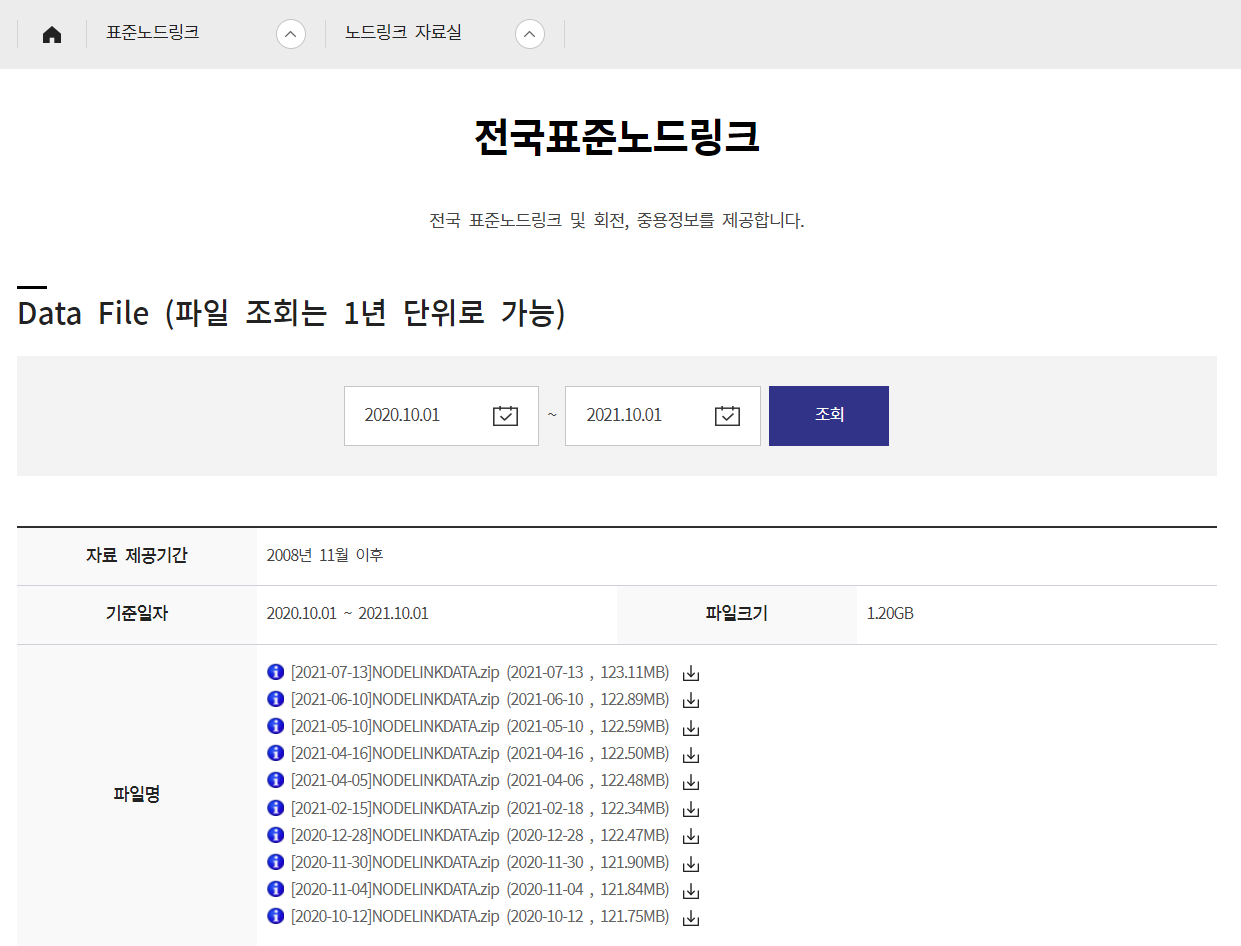 표준노드링크 노드링크 자료실
전국표준노드링크
전국 표준노드링크 및 회전, 중용정보를 제공합니다.
Data File (파일 조회는 1년 단위로 가능)
2020.10.01 ~ 2021.10.01 조회
자료 제공기간 2008년 11월 이후
기준일자 2020.10.01 ~ 2021.10.01 파일크기 1.20GB
파일명
[2021-07-13]NODELINKDATA.zip (2021-07-13 , 123.11MB)
[2021-06-10]NODELINKDATA.zip (2021-06-10 , 122.89MB)
[2021-05-10]NODELINKDATA.zip (2021-05-10 , 122.59MB)
[2021-04-16]NODELINKDATA.zip (2021-04-16 , 122.50MB)
[2021-04-05]NODELINKDATA.zip (2021-04-06 , 122.48MB)
[2021-02-15]NODELINKDATA.zip (2021-02-18 , 122.34MB)
[2020-12-28]NODELINKDATA.zip (2020-12-28 , 122.47MB)
[2020-11-30]NODELINKDATA.zip (2020-11-30 , 121.90MB)
[2020-11-04]NODELINKDATA.zip (2020-11-04 , 121.84MB)
[2020-10-12]NODELINKDATA.zip (2020-10-12 , 121.75MB)